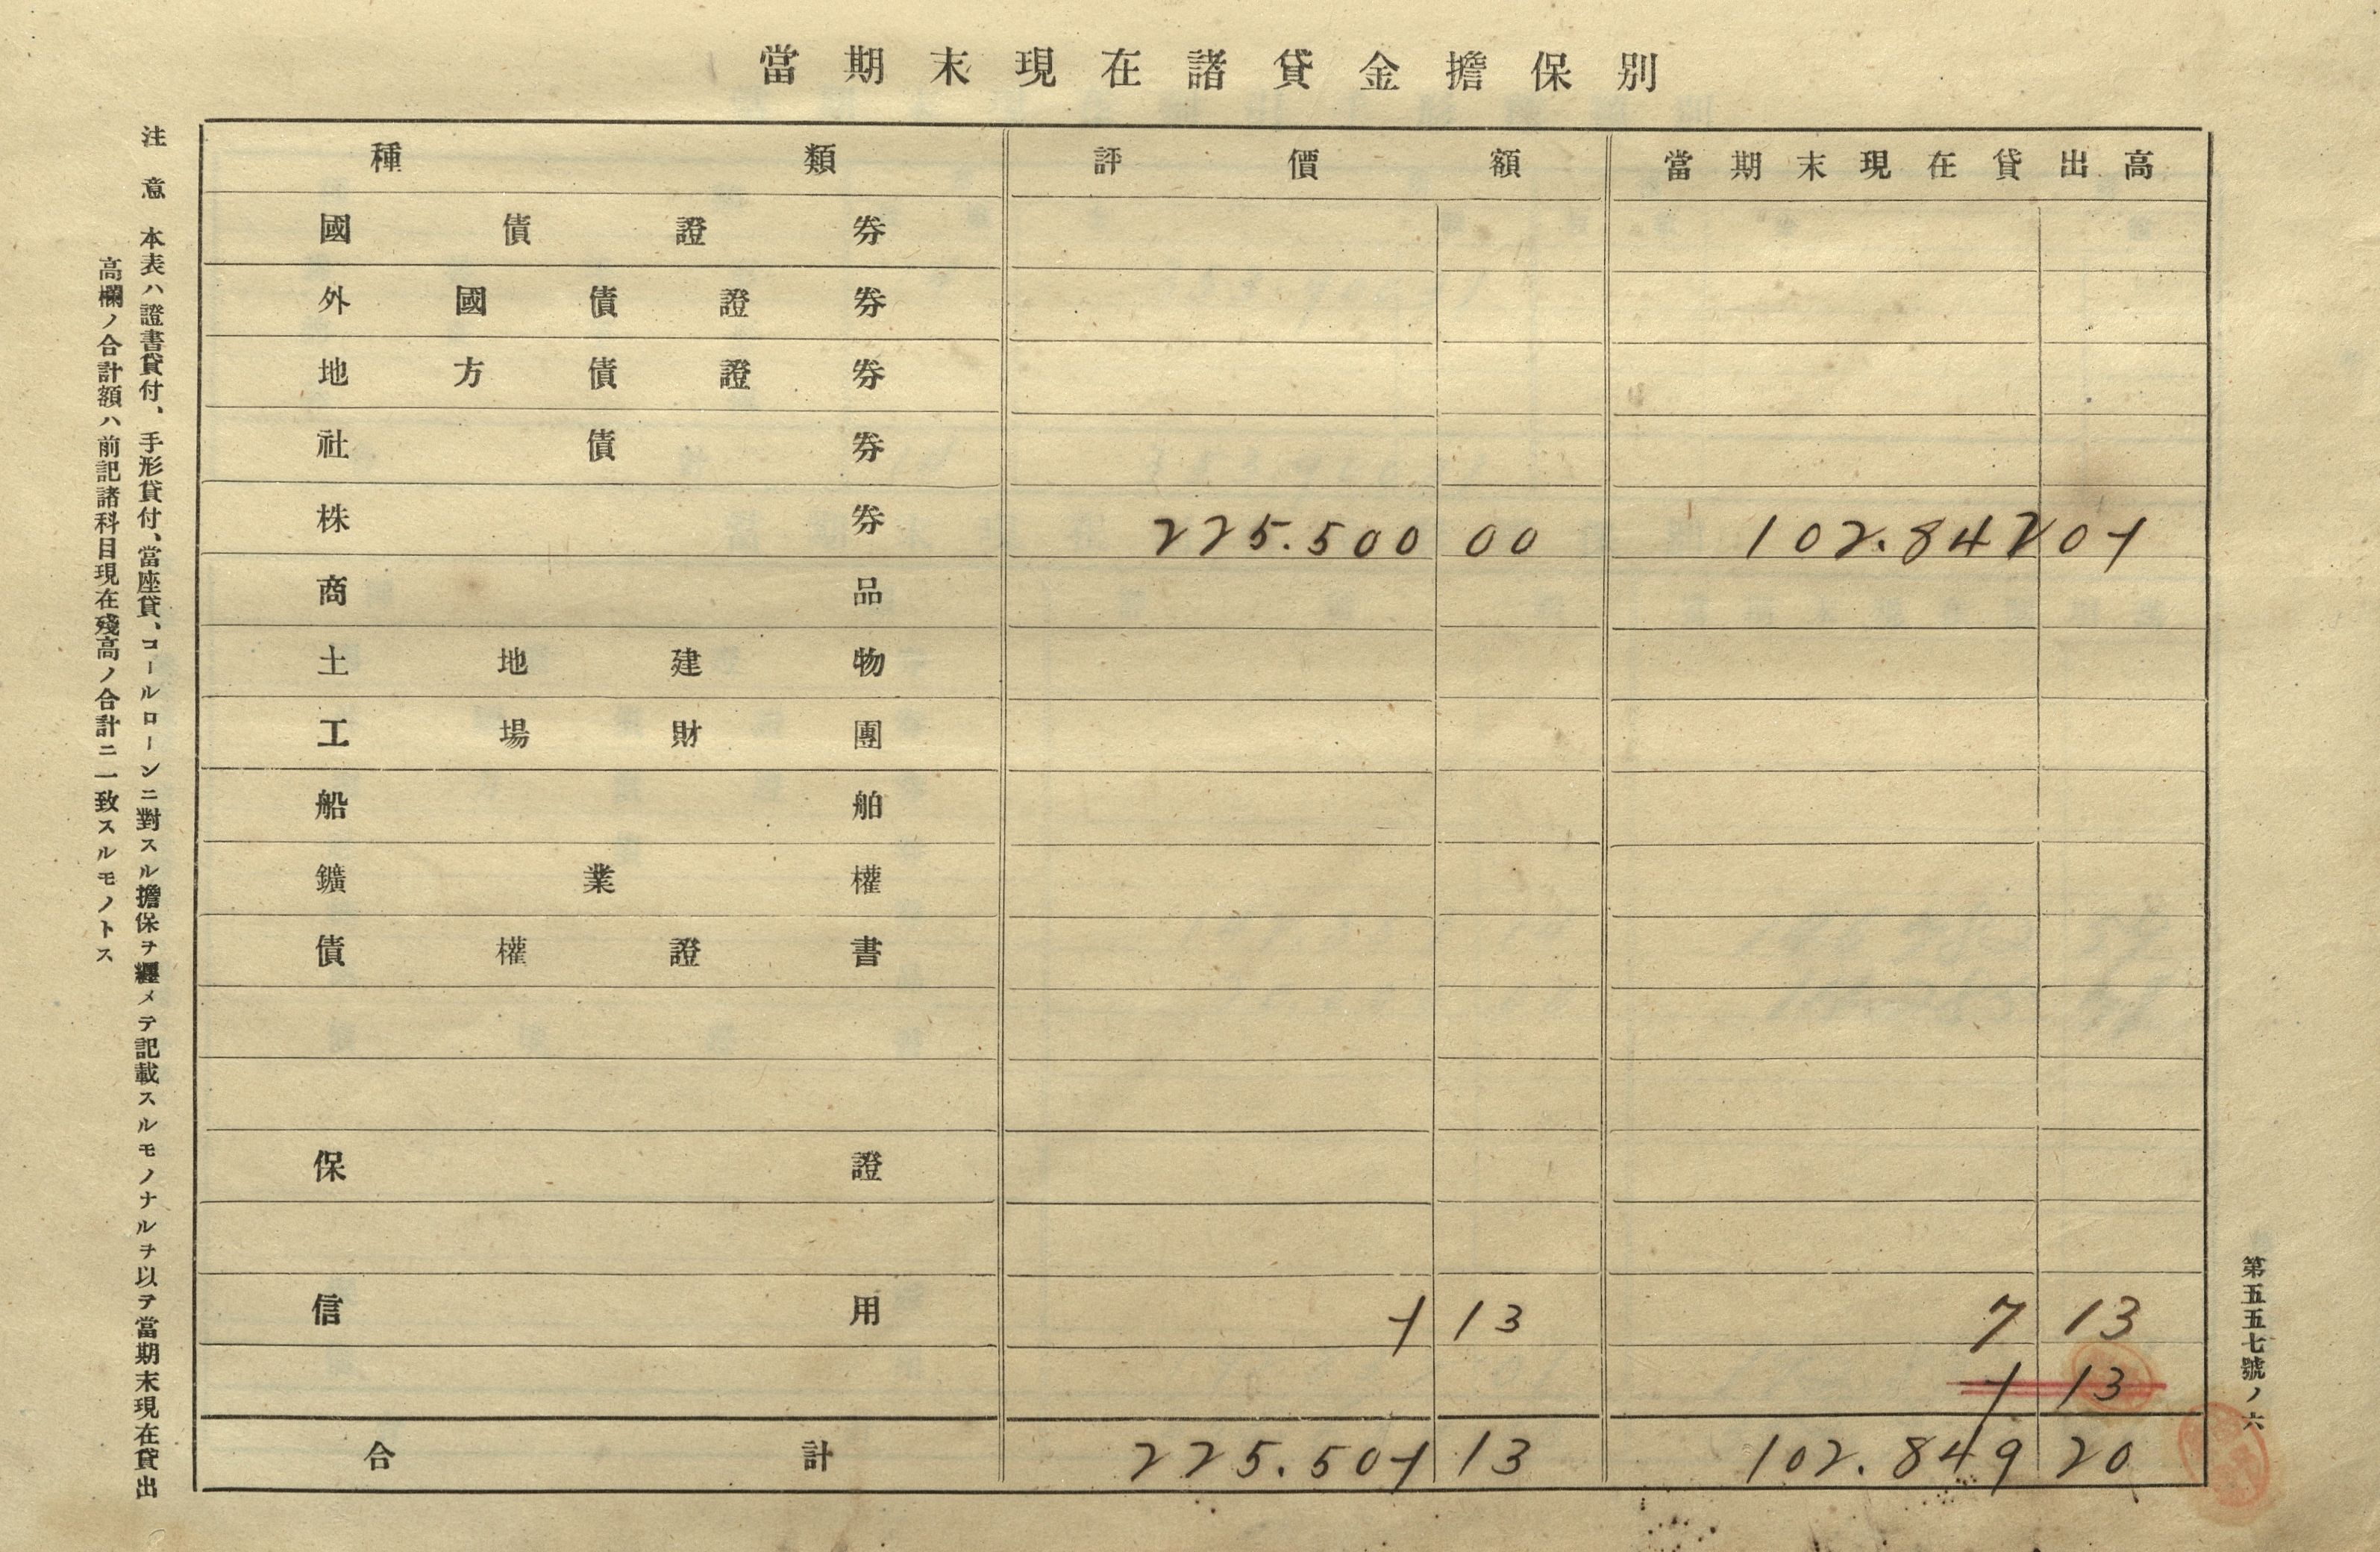 當期末現在諸貸金擔保別
種類 評價額 當期末現在貸出高
國債證券
外國債證券
地方債證券
社債券
株券 225.500 00 102.842 07
商品
土地建物
工場財團
船舶
鑛業權
債權證書
保證
信用 7 13 7 13
7 13
合計 225.507 13 102.849 20
注意 本表ハ證書貸付、手形貸付、當座貸、コールローンニ對スル擔保ヲ纒メテ記載スルモノナルヲ以テ當期末現在貸出
高欄ノ合計額ハ前記諸科目現在殘高ノ合計ニ一致スルモノトス
第五五七號ノ六